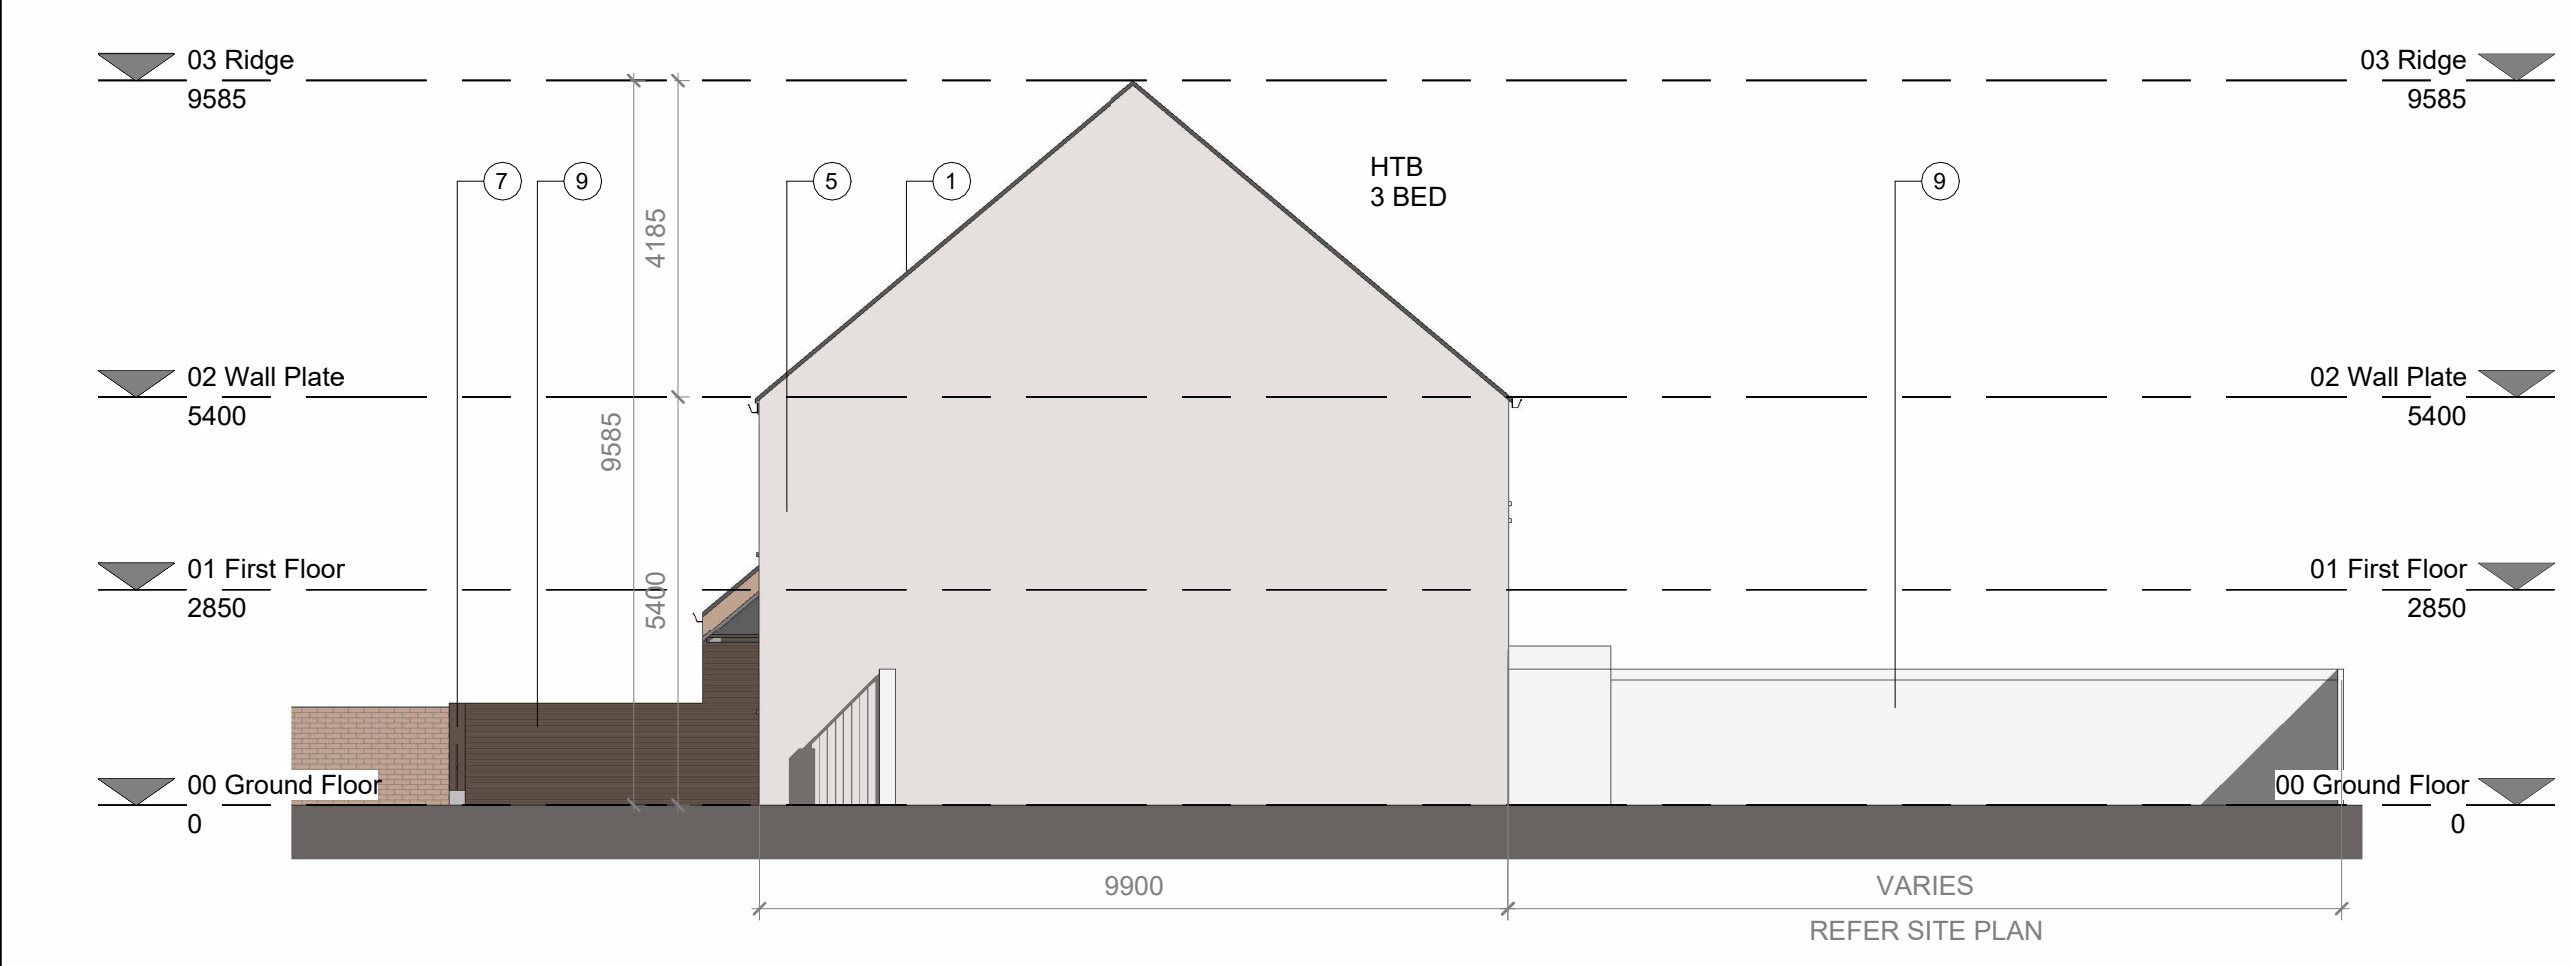 03 Ridge
9585
03 Ridge
9585
7
9
5
1
HTB
3 BED
9
4185
02 Wall Plate
5400
02 Wall Plate
5400
9585
5400
01 First Floor
2850
01 First Floor
2850
00 Ground Floor
0
00 Ground Floor
0
9900
VARIES
REFER SITE PLAN